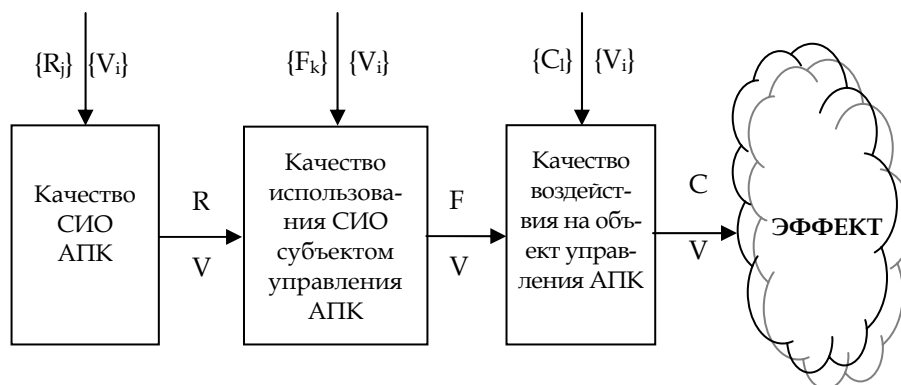 {Rj} {Vi}
{Fk} {Vi}
{Cl} {Vi}
Качество
СИО
АПК
R
V
Качество
использова-
ния СИО
субъектом
управления
АПК
F
V
Качество
воздейст-
вия на объ-
ект управ-
ления АПК
C
V
ЭФФЕКТ